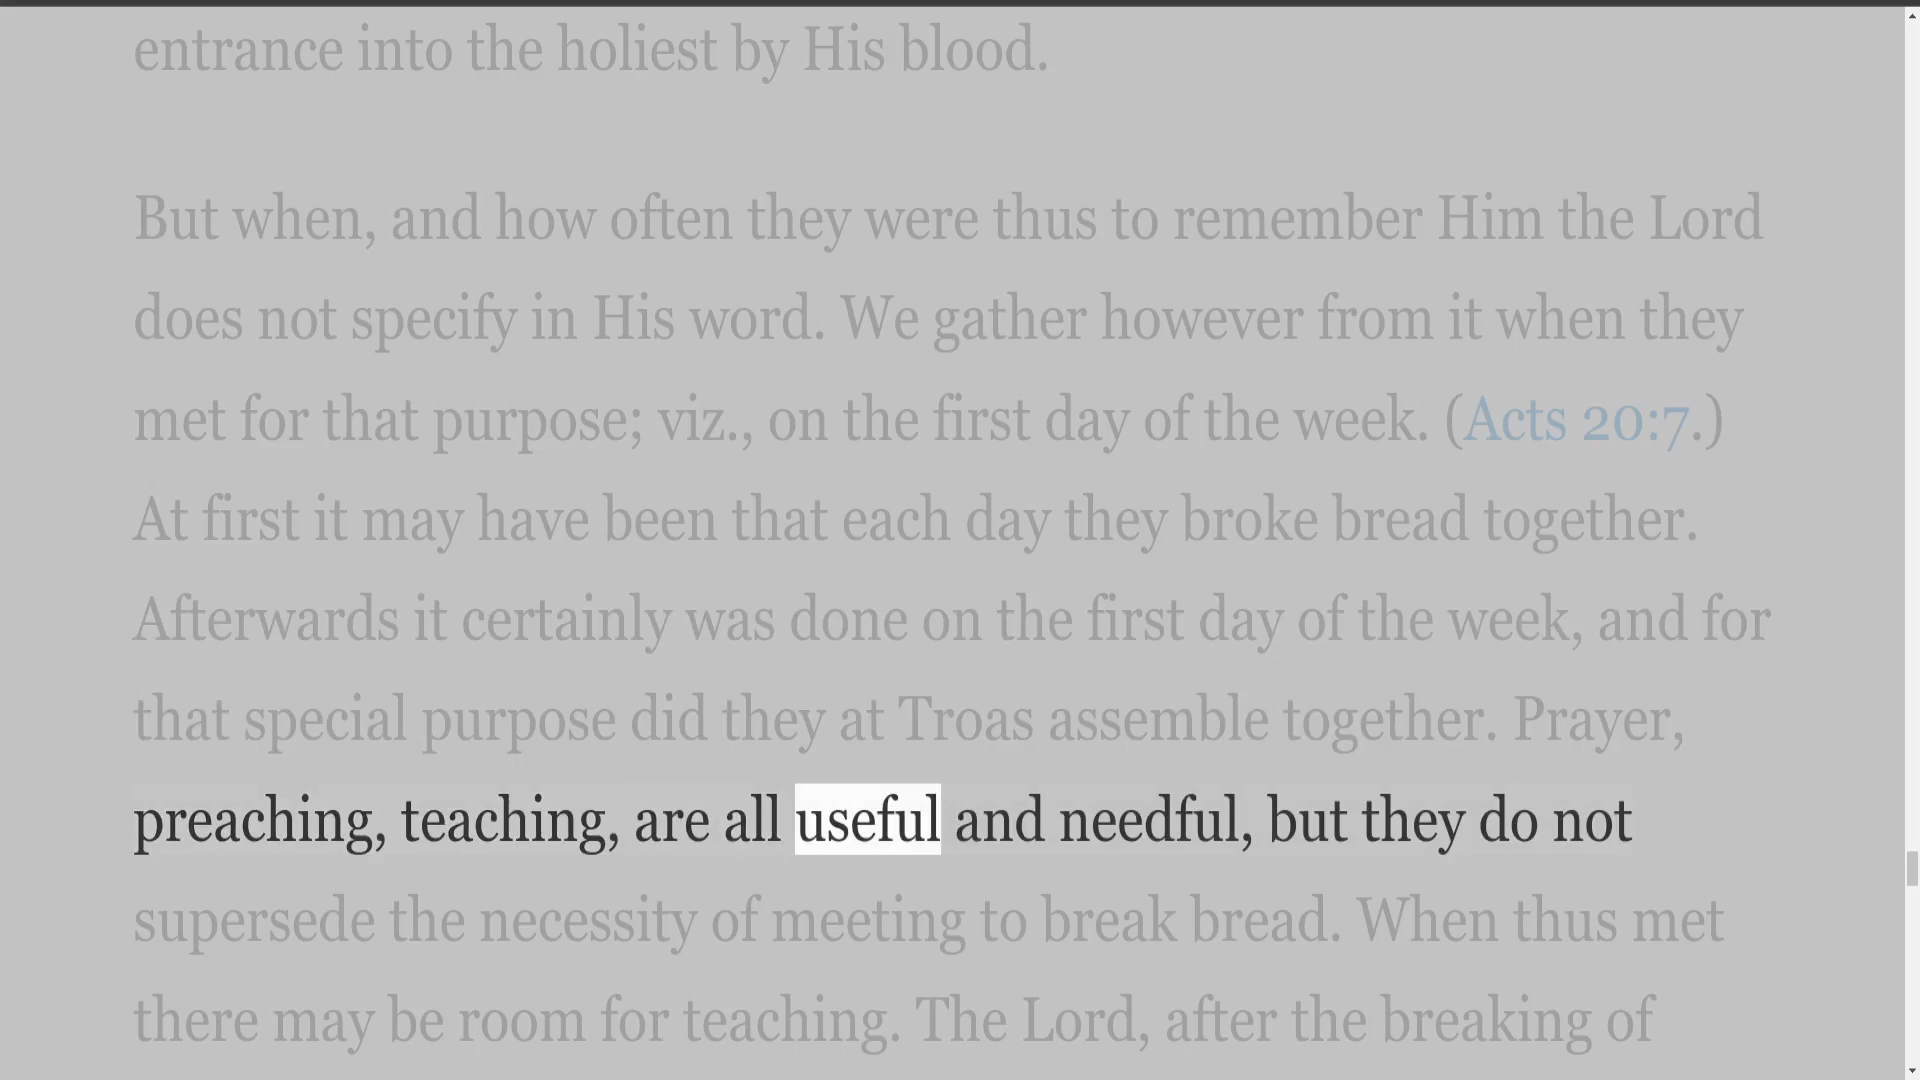 entrance into the holiest by His blood.
But when, and how often they were thus to remember Him the Lord
does not specify in His word. We gather however from it when they
met for that purpose; viz., on the first day of the week. (Acts 20:7.)
At first it may have been that each day they broke bread together.
Afterwards it certainly was done on the first day of the week, and for
that special purpose did they at Troas assemble together. Prayer,
preaching, teaching, are all useful and needful, but they do not
supersede the necessity of meeting to break bread. When thus met
there may be room for teaching. The Lord, after the breaking of